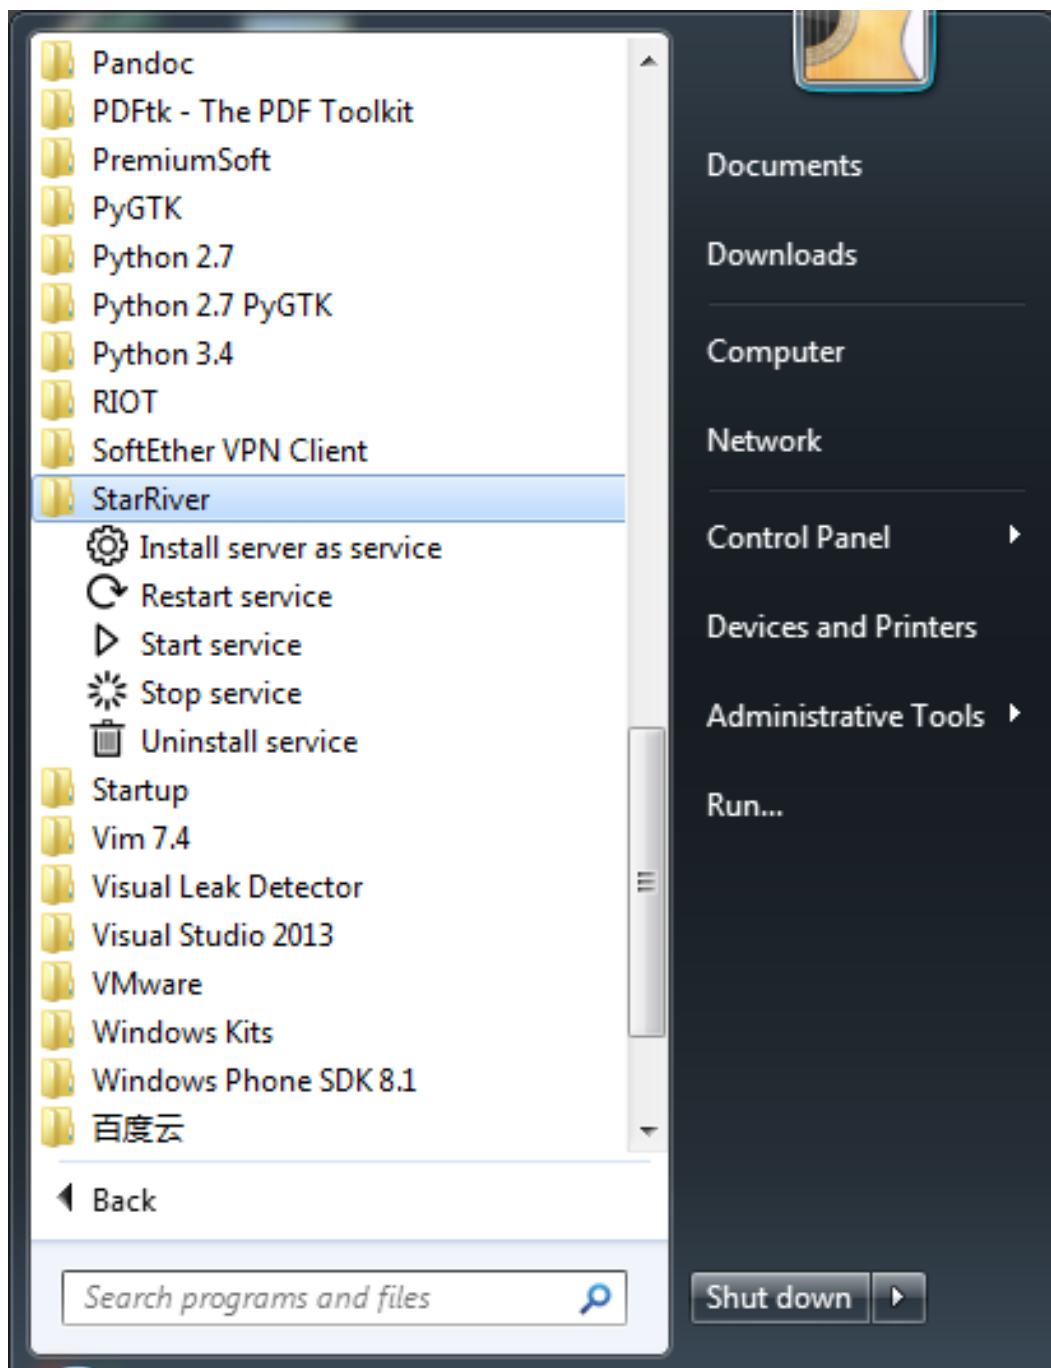 Pandoc
PDFtk - The PDF Toolkit
PremiumSoft
PyGTK
Python 2.7
Python 2.7 PyGTK
Python 3.4
RIOT
SoftEther VPN Client
StarRiver
Install server as service
Restart service
Start service
Stop service
Uninstall service
Startup
Vim 7.4
Visual Leak Detector
Visual Studio 2013
VMware
Windows Kits
Windows Phone SDK 8.1
百度云
Back
Search programs and files
Documents
Downloads
Computer
Network
Control Panel
Devices and Printers
Administrative Tools
Run...
Shut down